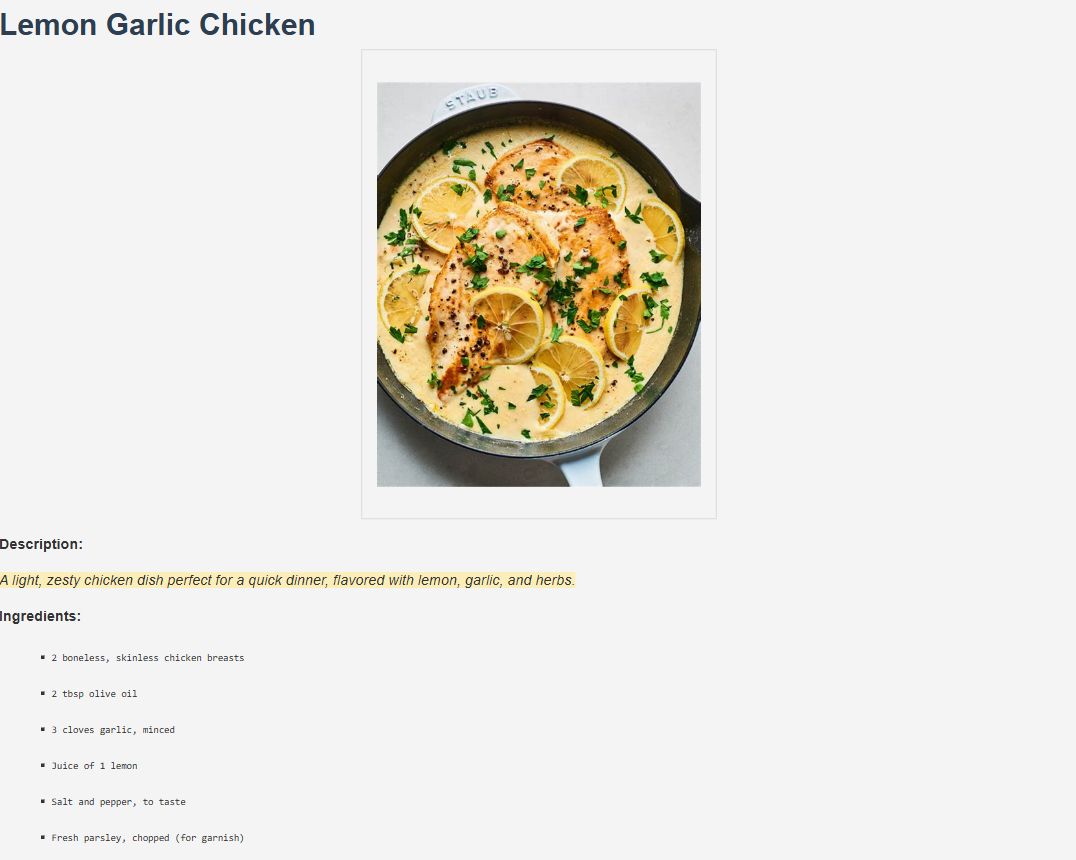 Lemon Garlic Chicken
STAUB
Description:
A light, zesty chicken dish perfect for a quick dinner, flavored with lemon, garlic, and herbs.
Ingredients:
2 boneless, skinless chicken breasts
2 tbsp olive oil
3 cloves garlic, minced
Juice of 1 lemon
Salt and pepper, to taste
Fresh parsley, chopped (for garnish)